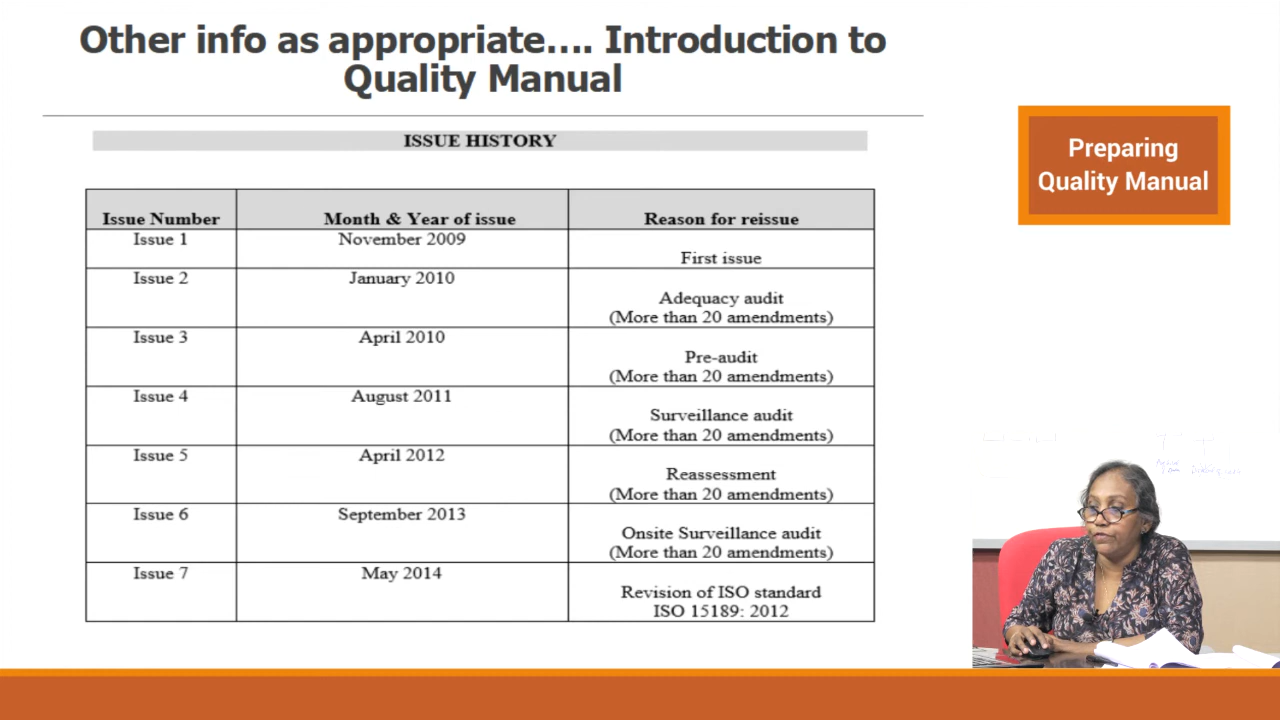 Other info as appropriate.... Introduction to
Quality Manual
Preparing
Quality Manual
ISSUE HISTORY
Issue Number Month & Year of issue Reason for reissue
Issue 1 November 2009 First issue
Issue 2 January 2010 Adequacy audit
(More than 20 amendments)
Issue 3 April 2010 Pre-audit
(More than 20 amendments)
Issue 4 August 2011 Surveillance audit
(More than 20 amendments)
Issue 5 April 2012 Reassessment
(More than 20 amendments)
Issue 6 September 2013 Onsite Surveillance audit
(More than 20 amendments)
Issue 7 May 2014 Revision of ISO standard
ISO 15189: 2012